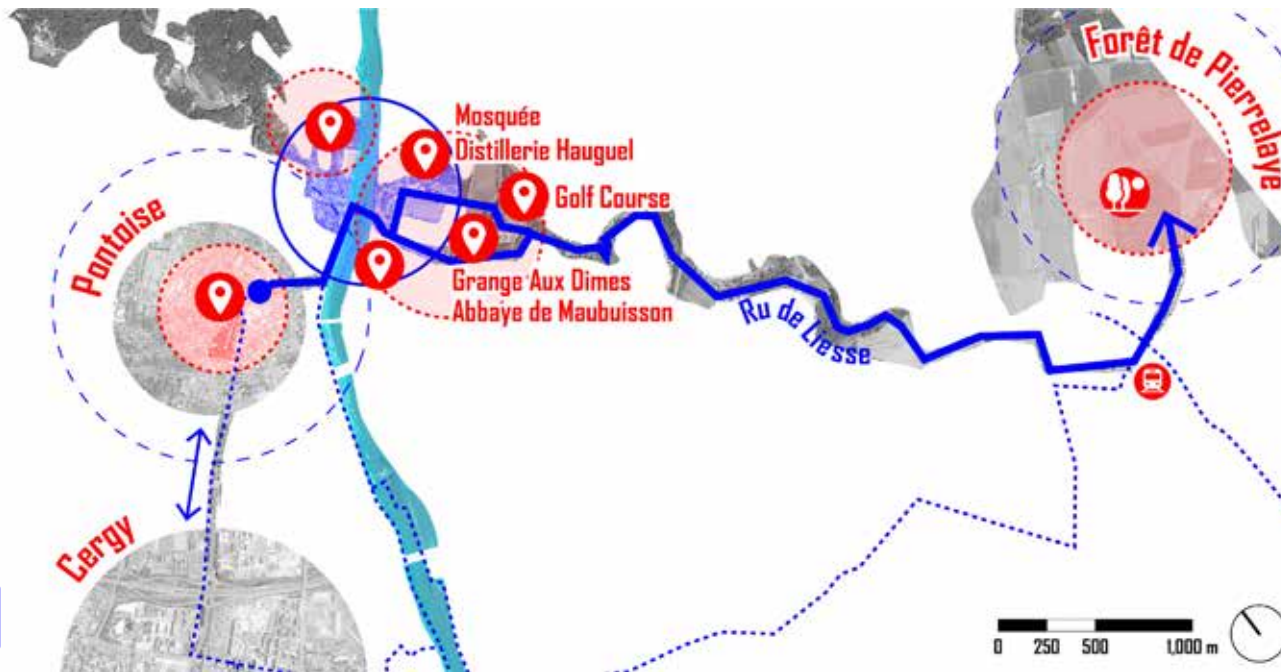 Forêt de Pierrelaye
Mosquée
Distillerie Hauguel
Golf Course
Pontoise
Grange Aux Dimes
Abbaye de Maubuisson
Ru de Liesse
Cergy
0 250 500 1,000 m